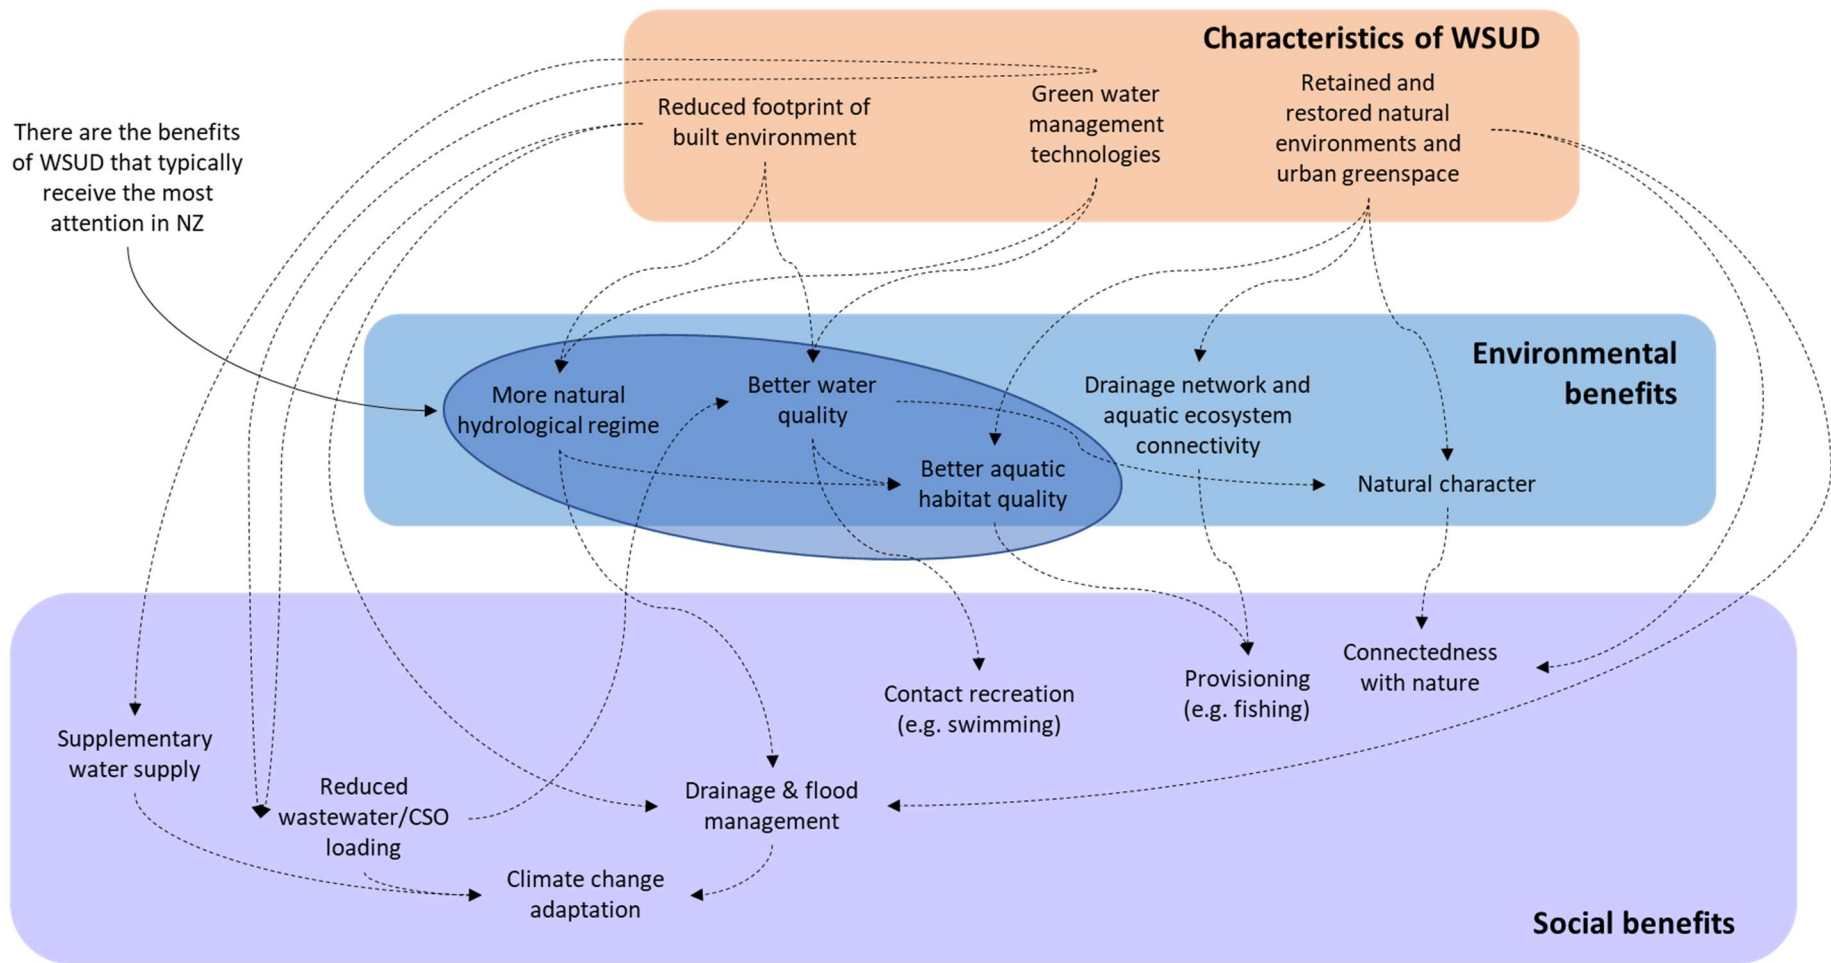 Characteristics of WSUD
Reduced footprint of
built environment
Green water
management
technologies
Retained and
restored natural
environments and
urban greenspace
There are the benefits
of WSUD that typically
receive the most
attention in NZ
Environmental
benefits
More natural
hydrological regime
Better water
quality
Better aquatic
habitat quality
Drainage network and
aquatic ecosystem
connectivity
Natural character
Connectedness
with nature
Provisioning
(e.g. fishing)
Contact recreation
(e.g. swimming)
Supplementary
water supply
Reduced
wastewater/CSO
loading
Drainage & flood
management
Climate change
adaptation
Social benefits